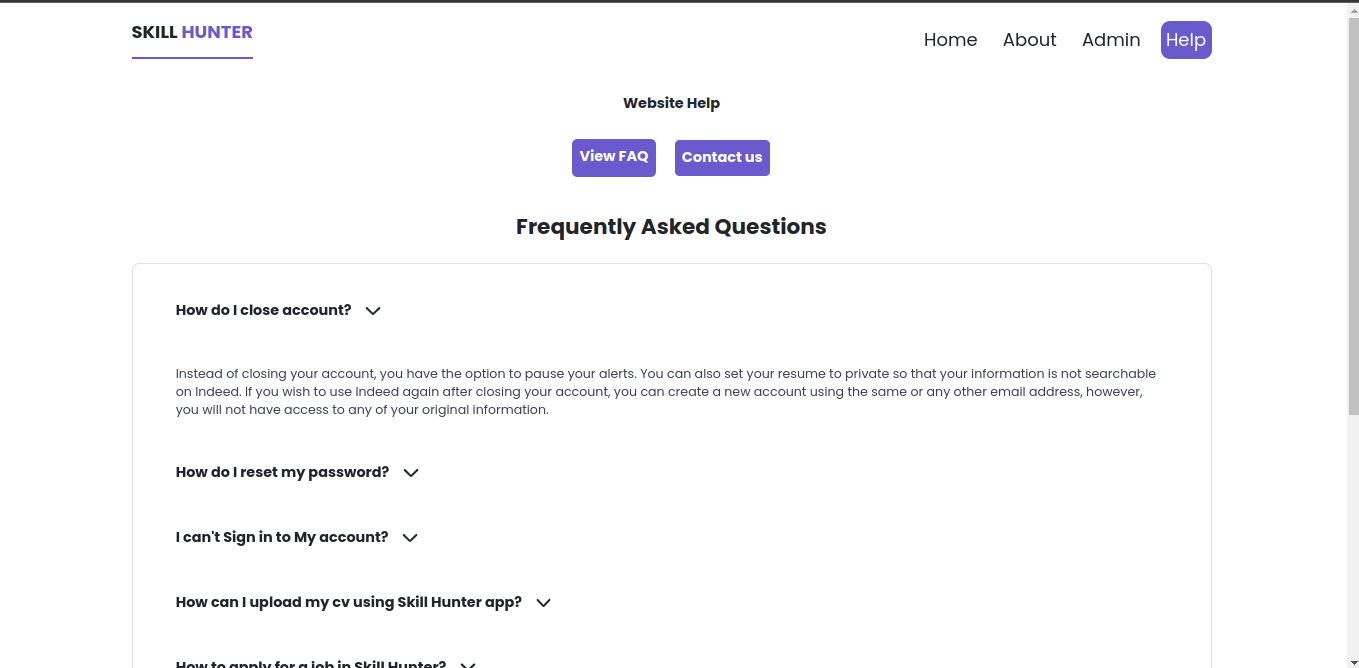 SKILL HUNTER
Home About Admin Help
Website Help
View FAQ Contact us
Frequently Asked Questions
How do I close account?
Instead of closing your account, you have the option to pause your alerts. You can also set your resume to private so that your information is not searchable
on Indeed. If you wish to use Indeed again after closing your account, you can create a new account using the same or any other email address, however,
you will not have access to any of your original information.
How do I reset my password?
I can't Sign in to My account?
How can I upload my cv using Skill Hunter app?
How to apply for a job in Skill Hunter?